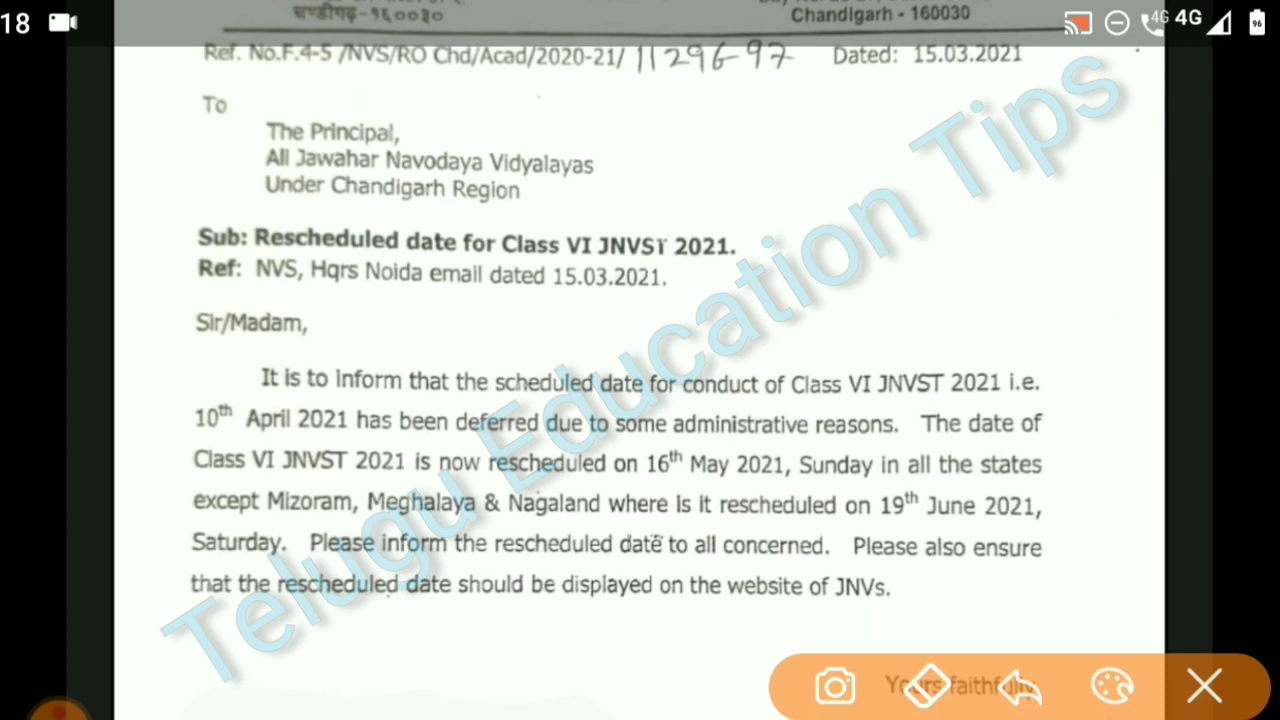 18
4G 4G 96
चण्डीगढ़-१६००३०
Chandigarh - 160030
Ref. No.F.4-5 /NVS/RO Chd/Acad/2020-21/ 11296-97 Dated: 15.03.2021
To
The Principal,
All Jawahar Navodaya Vidyalayas
Under Chandigarh Region
Sub: Rescheduled date for Class VI JNVST 2021.
Ref: NVS, Hqrs Noida email dated 15.03.2021.
Sir/Madam,
It is to inform that the scheduled date for conduct of Class VI JNVST 2021 i.e.
10th April 2021 has been deferred due to some administrative reasons. The date of
Class VI JNVST 2021 is now rescheduled on 16th May 2021, Sunday in all the states
except Mizoram, Meghalaya & Nagaland where is it rescheduled on 19th June 2021,
Saturday. Please inform the rescheduled date to all concerned. Please also ensure
that the rescheduled date should be displayed on the website of JNVs.
Yours faithfully
Telugu Education Tips